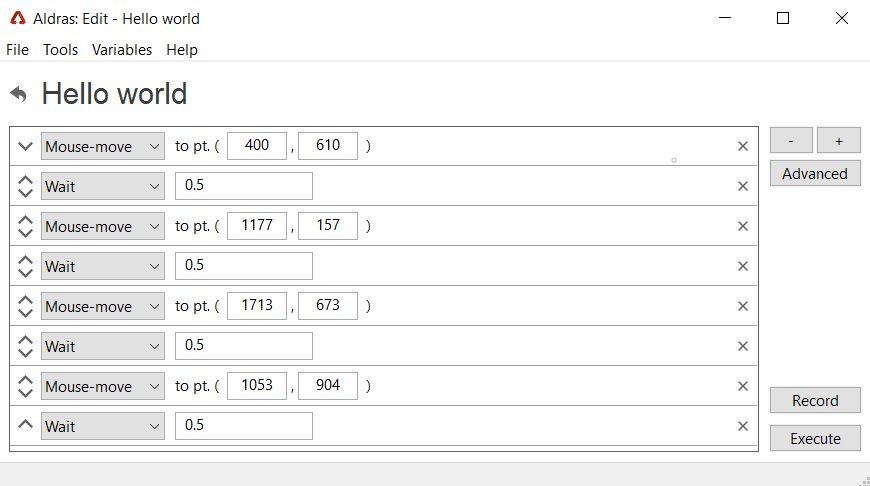 Aldras: Edit - Hello world
File Tools Variables Help
Hello world
Mouse-move to pt. ( 400 , 610 )
- +
Advanced
Wait 0.5
Mouse-move to pt. ( 1177 , 157 )
Wait 0.5
Mouse-move to pt. ( 1713 , 673 )
Wait 0.5
Mouse-move to pt. ( 1053 , 904 )
Wait 0.5
Record
Execute